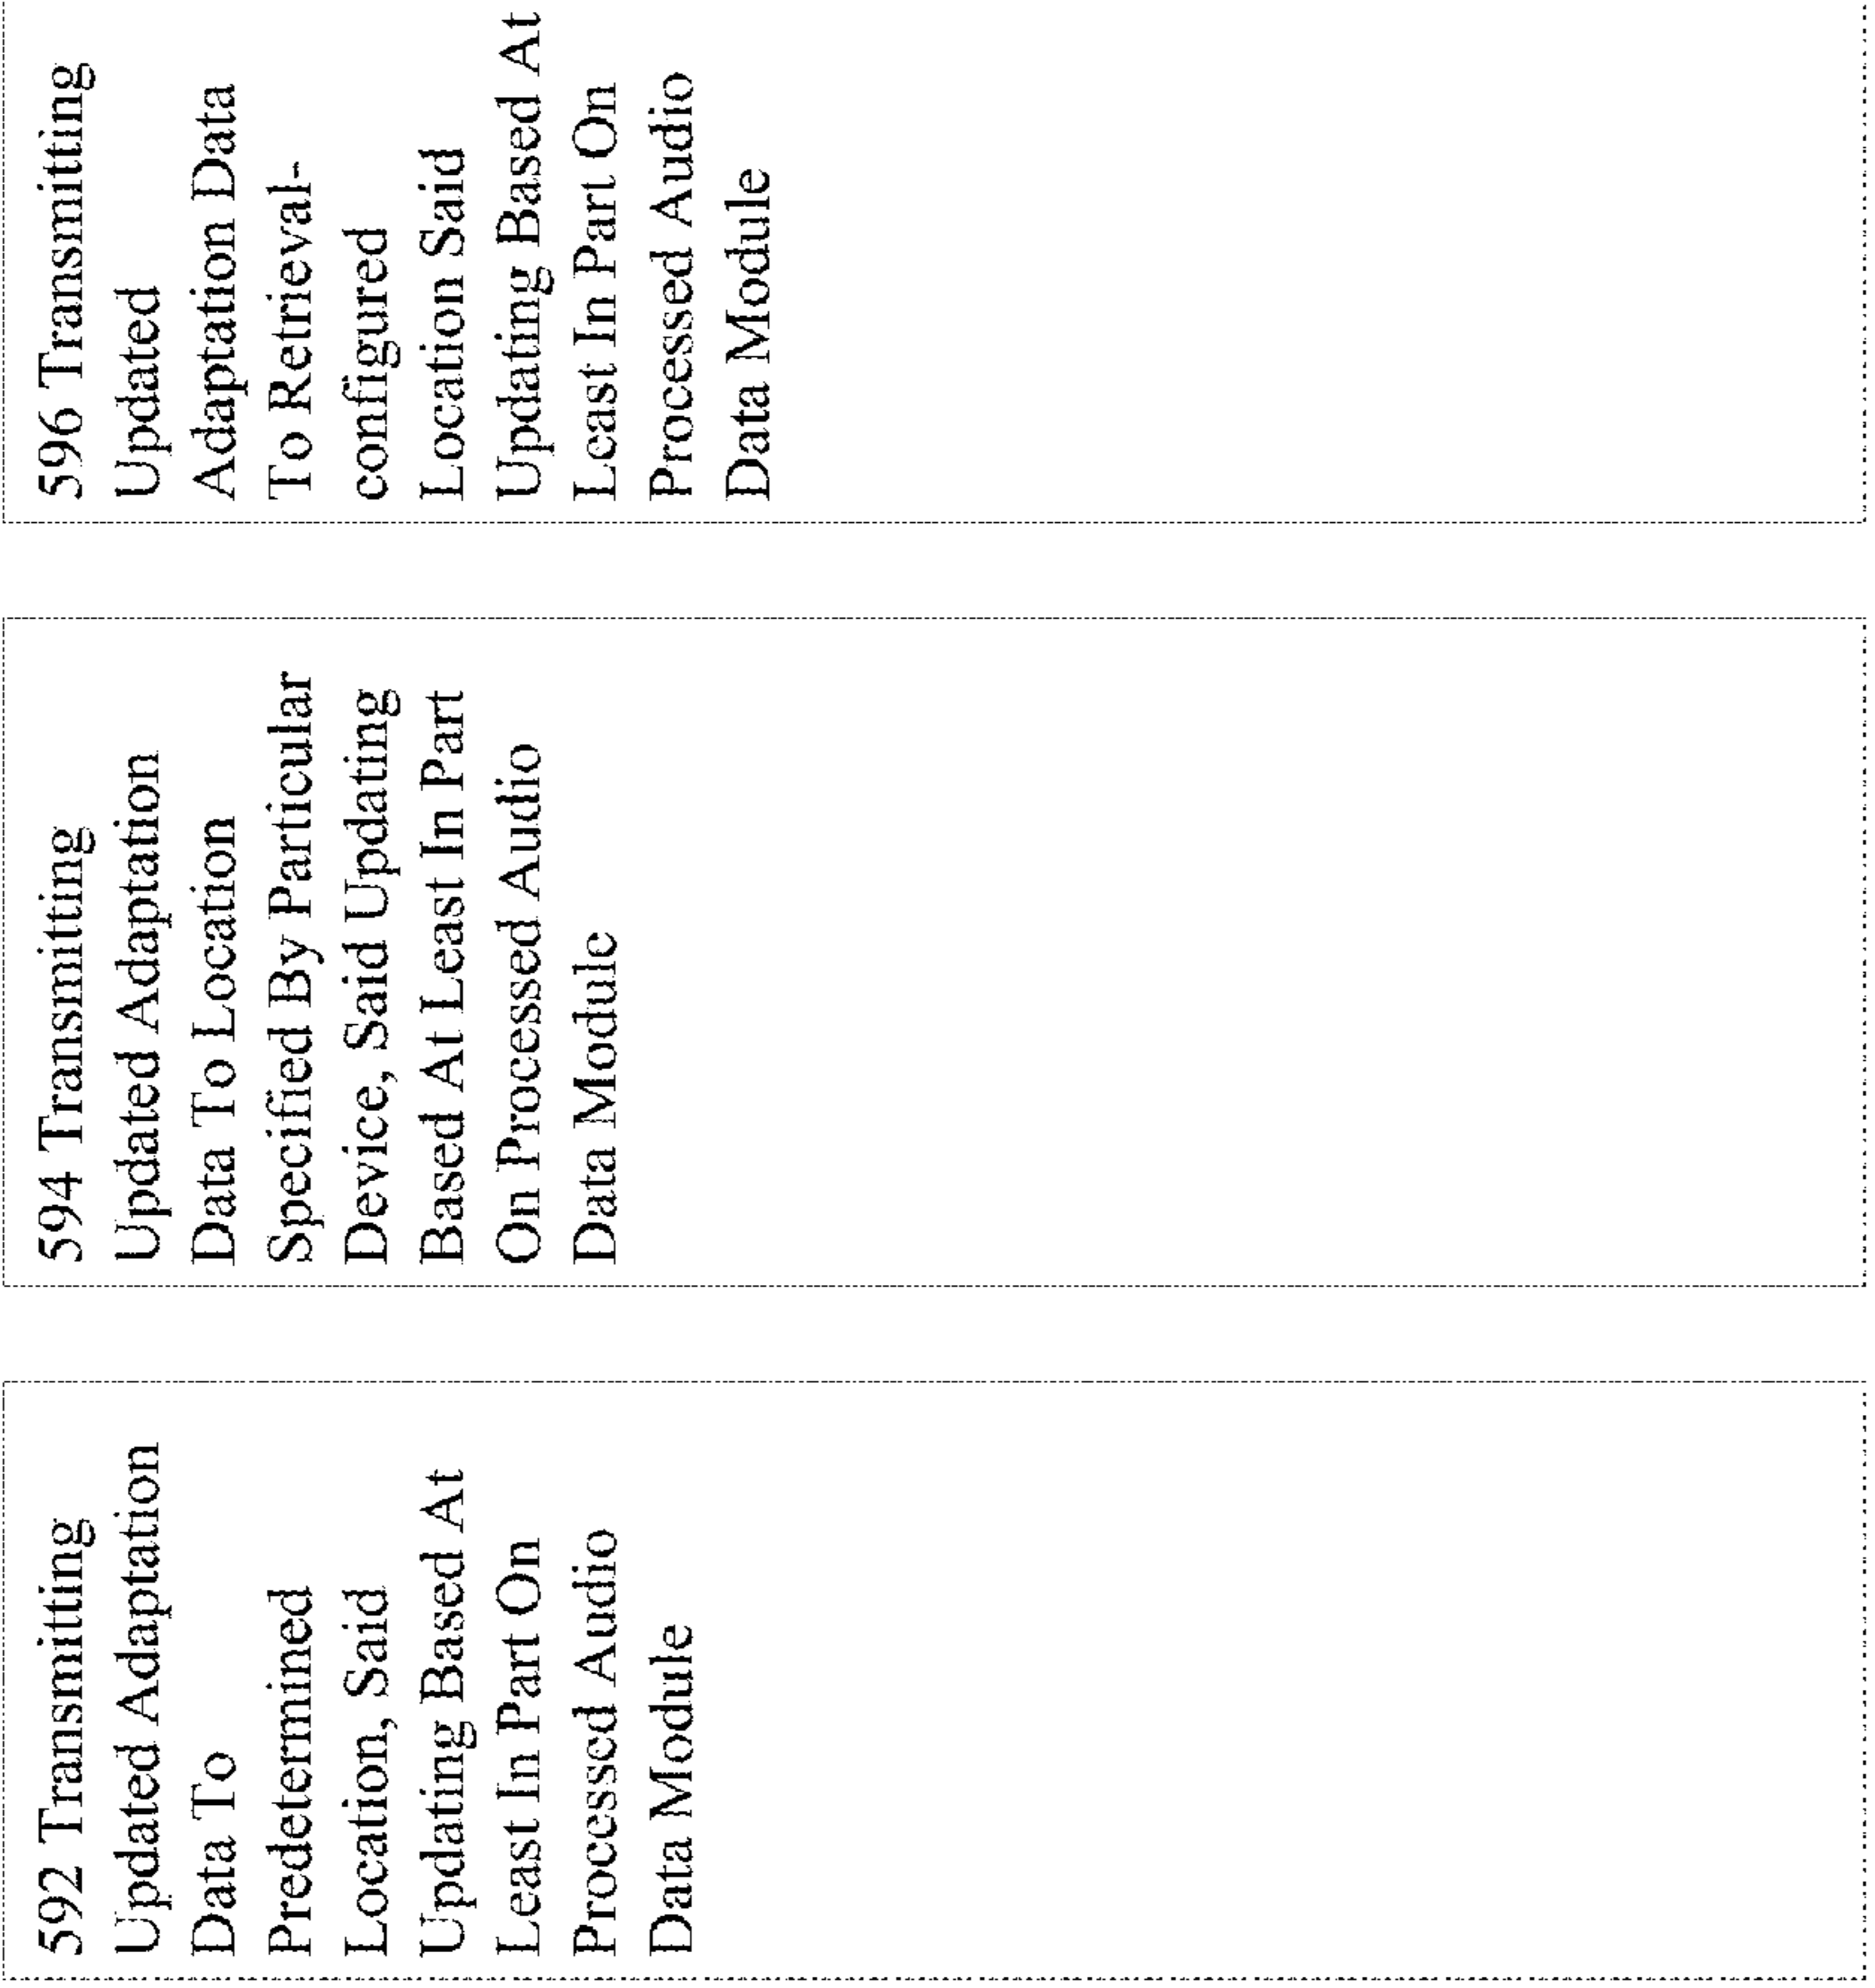 592 Transmitting
Updated Adaptation
Data To
Predetermined
Location, Said
Updating Based At
Least In Part On
Processed Audio
Data Module
594 Transmitting
Updated Adaptation
Data To Location
Specified By Particular
Device, Said Updating
Based At Least In Part
On Processed Audio
Data Module
596 Transmitting
Updated
Adaptation Data
To Retrieval-
configured
Location Said
Updating Based At
Least In Part On
Processed Audio
Data Module